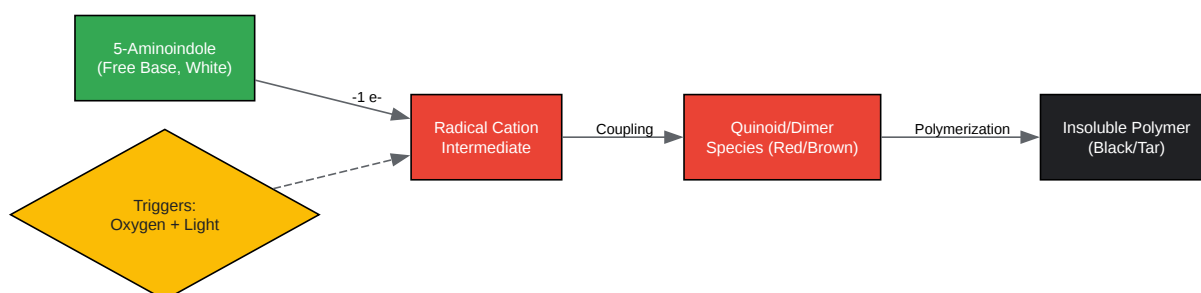 5-Aminoindole
(Free Base, White)
-1 e-
Radical Cation
Intermediate
Coupling
Quinoid/Dimer
Species (Red/Brown)
Polymerization
Insoluble Polymer
(Black/Tar)
Triggers:
Oxygen + Light